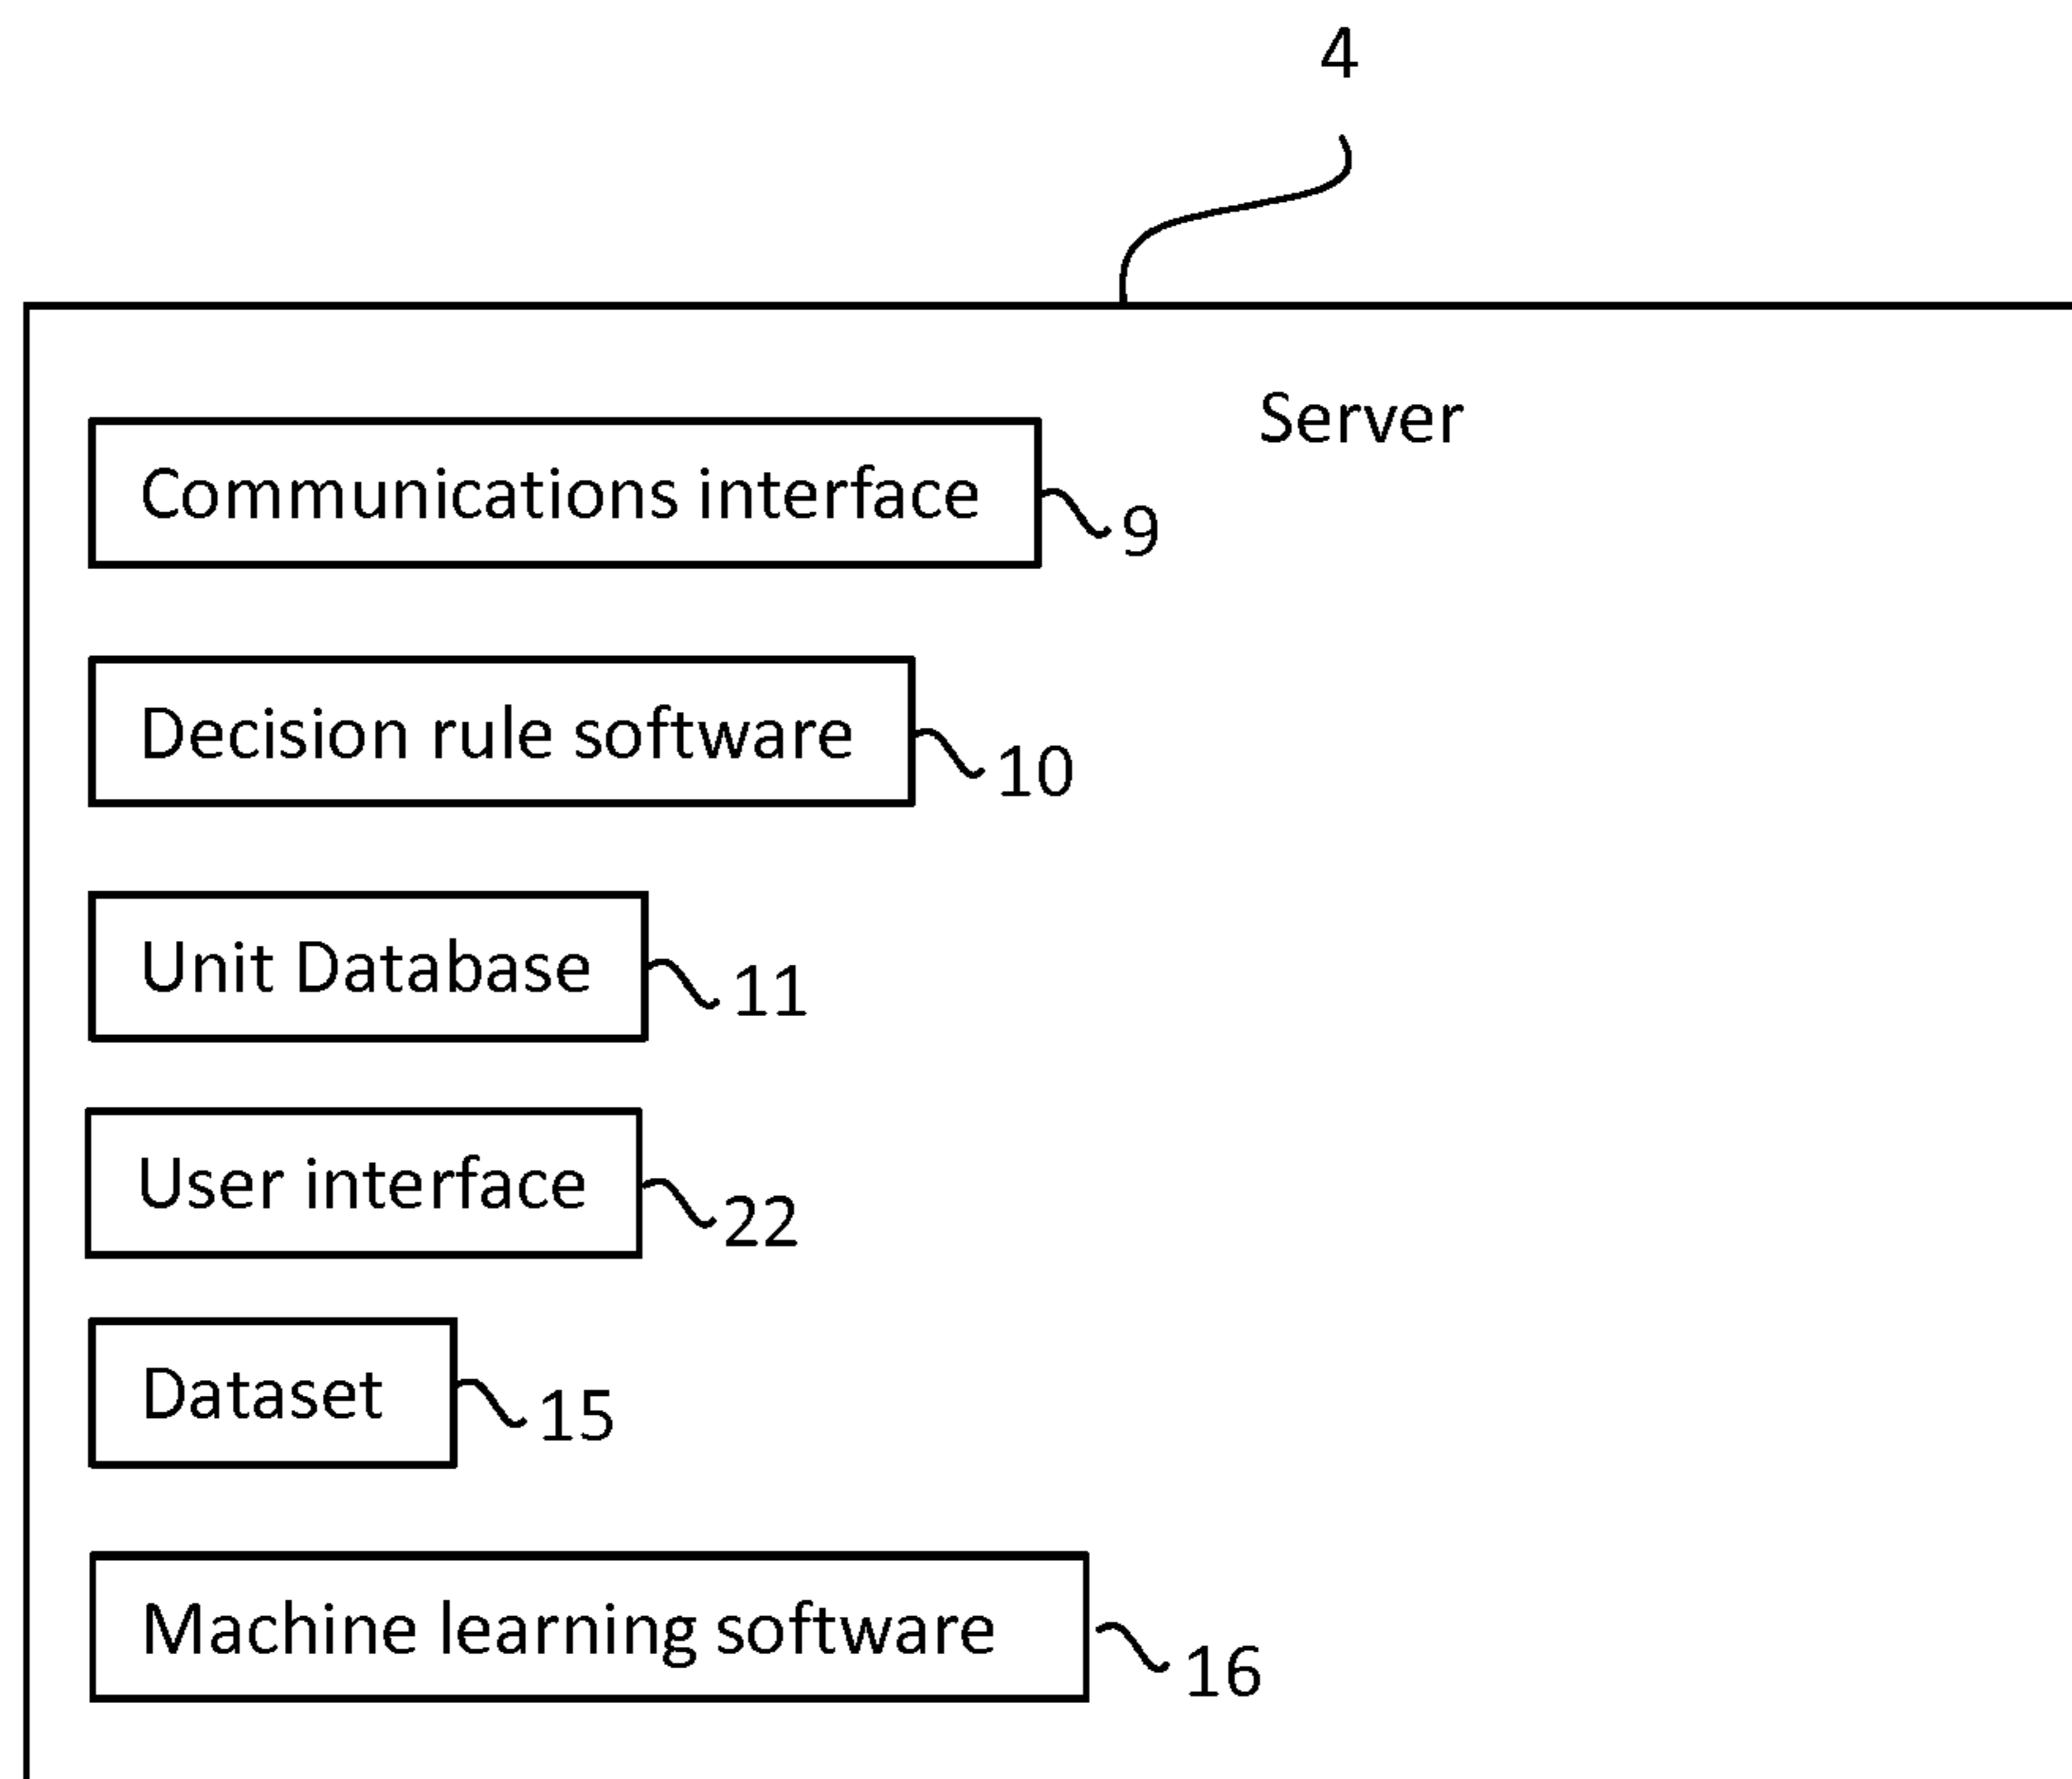 4
Server
Communications interface
9
Decision rule software
10
Unit Database
11
User interface
22
Dataset
15
Machine learning software
16